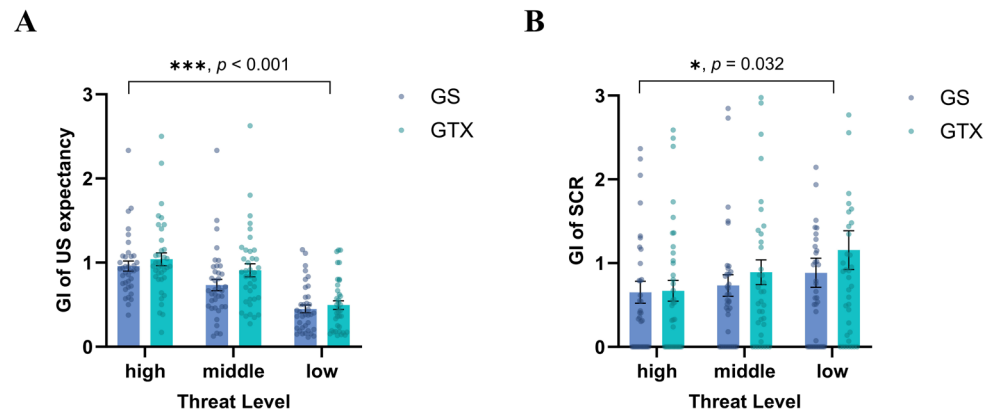 A
∗∗∗, p < 0.001
GS
GTX
GI of US expectancy
3
2
1
0
high
middle
low
Threat Level
B
∗, p = 0.032
GS
GTX
GI of SCR
3
2
1
0
high
middle
low
Threat Level